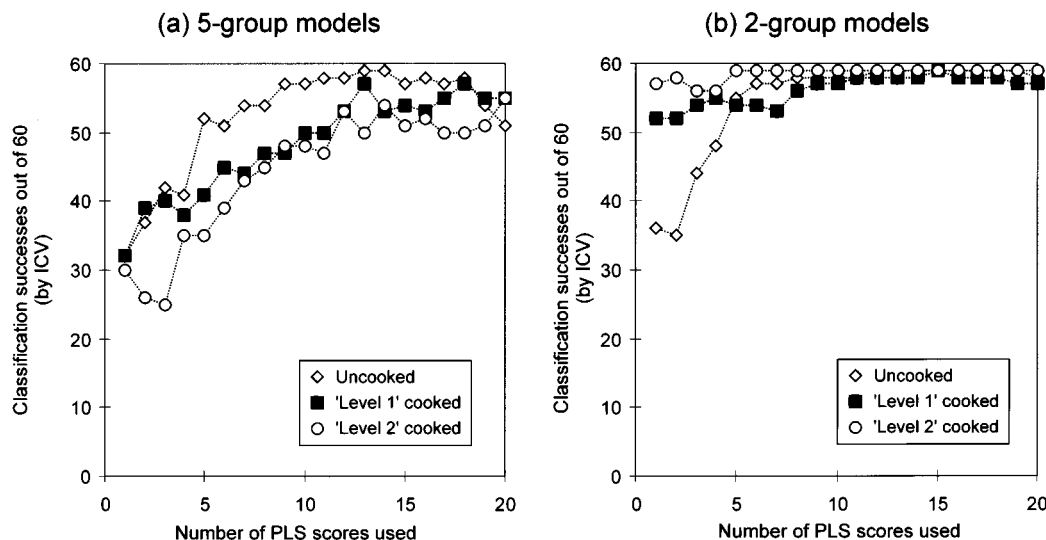 (a) 5-group models
60
50
40
30
20
10
0
Classification successes out of 60
(by ICV)
Uncooked
'Level 1' cooked
'Level 2' cooked
0 5 10 15 20
Number of PLS scores used
(b) 2-group models
60
50
40
30
20
10
0
Classification successes out of 60
(by ICV)
Uncooked
'Level 1' cooked
'Level 2' cooked
0 5 10 15 20
Number of PLS scores used